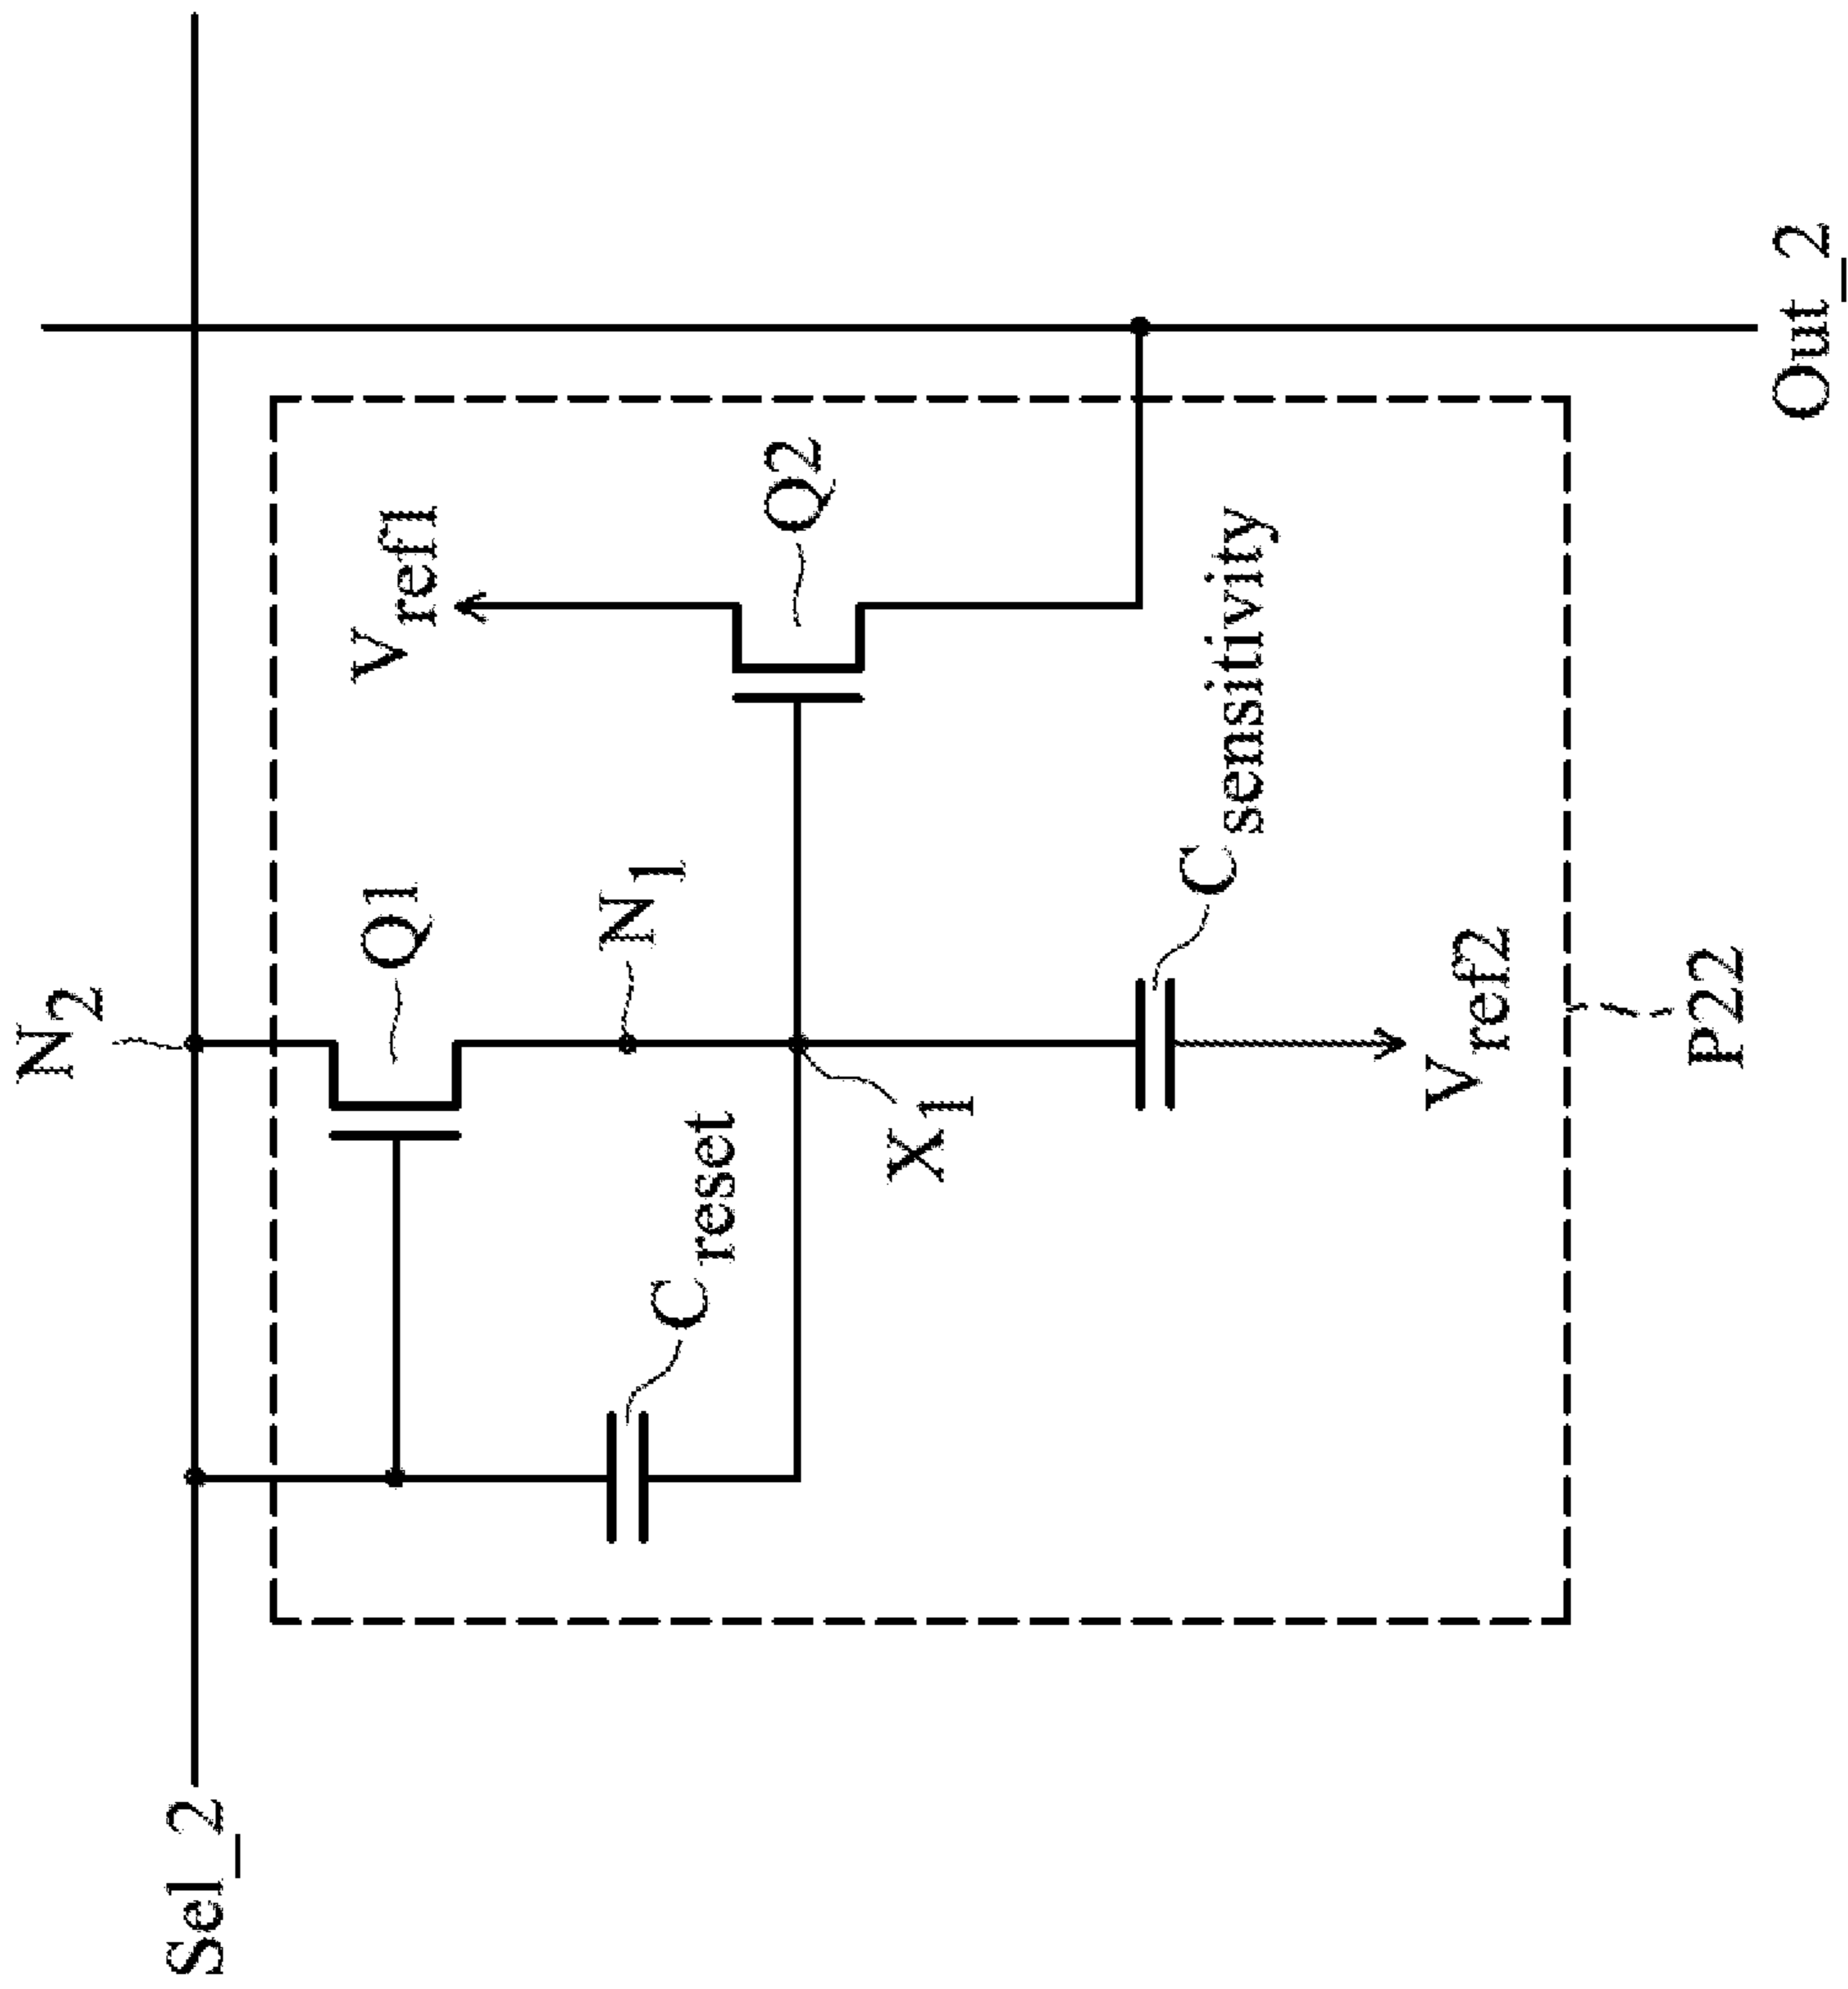 N2
Sel_2
Q1
Vref1
N1
Creset
Q2
X1
Csensitivity
Vref2
P22
Out_2